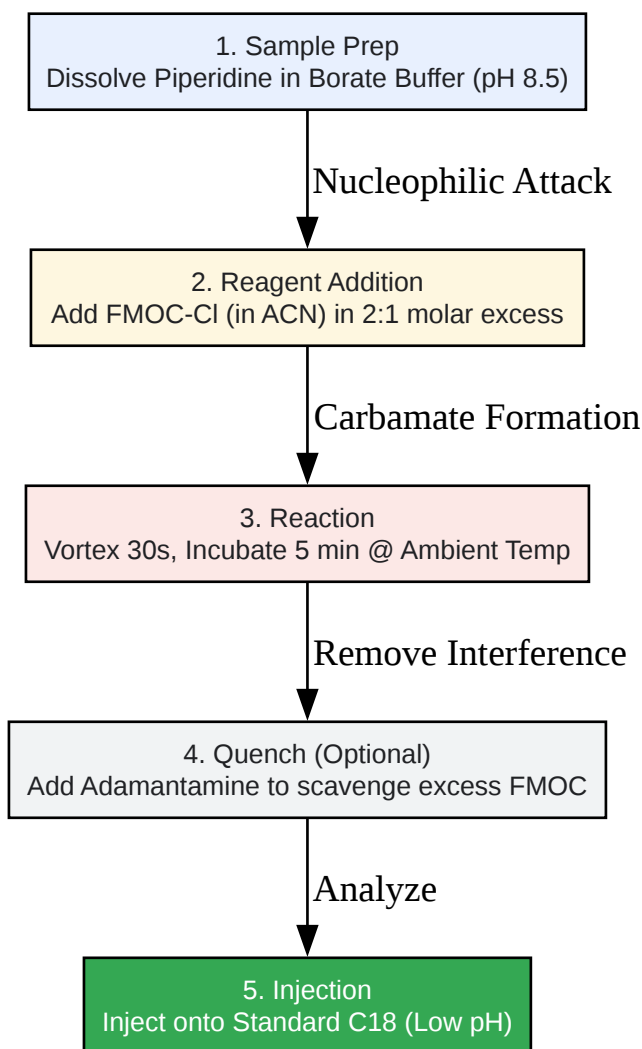 1. Sample Prep
Dissolve Piperidine in Borate Buffer (pH 8.5)
Nucleophilic Attack
2. Reagent Addition
Add FMOC-Cl (in ACN) in 2:1 molar excess
Carbamate Formation
3. Reaction
Vortex 30s, Incubate 5 min @ Ambient Temp
Remove Interference
4. Quench (Optional)
Add Adamantamine to scavenge excess FMOC
Analyze
5. Injection
Inject onto Standard C18 (Low pH)